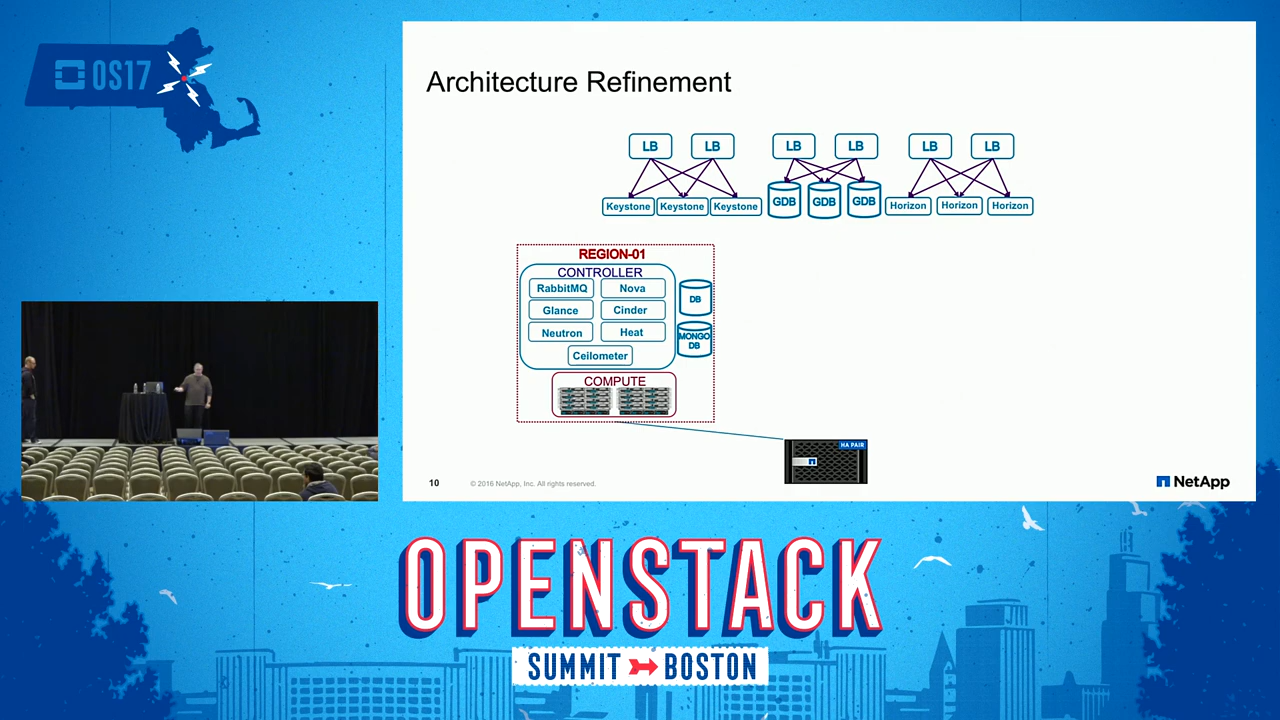 OS17
Architecture Refinement
LB LB LB LB LB LB
Keystone Keystone Keystone GDB GDB GDB Horizon Horizon Horizon
REGION-01
CONTROLLER
RabbitMQ Nova
Glance Cinder
Neutron Heat
Ceilometer
DB
MONGO
DB
COMPUTE
HA PAIR
10 © 2016 NetApp, Inc. All rights reserved.
NetApp
OPENSTACK
SUMMIT BOSTON